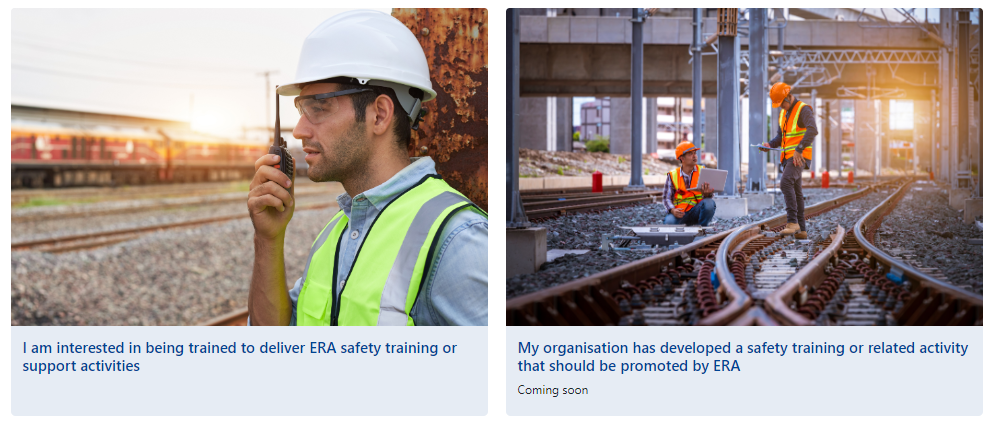 I am interested in being trained to deliver ERA safety training or
support activities
My organisation has developed a safety training or related activity
that should be promoted by ERA
Coming soon